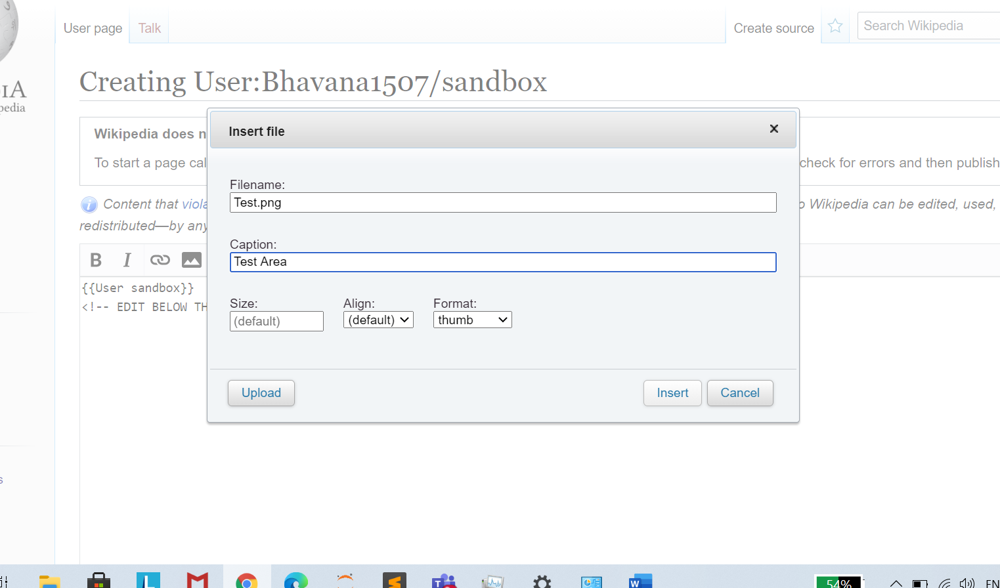 User page
Talk
Create source
Search Wikipedia
IA
pedia
Creating User:Bhavana1507/sandbox
Wikipedia does n
To start a page cal
check for errors and then publish
Content that viola
o Wikipedia can be edited, used,
redistributed—by any
B I
{{User sandbox}}
<!-- EDIT BELOW TH
Insert file
Filename:
Test.png
Caption:
Test Area
Size: Align: Format:
(default) (default) thumb
Upload Insert Cancel
s
L
T
W
54%
EN